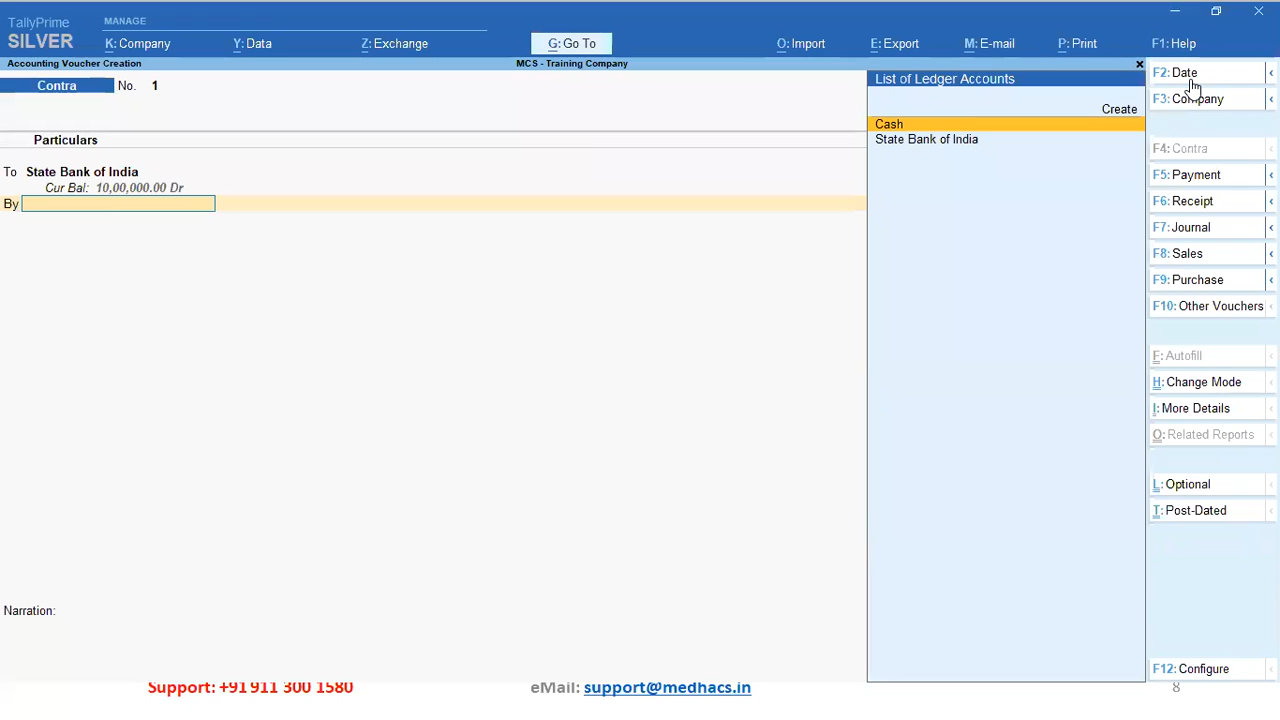 TallyPrime
MANAGE
SILVER
K: Company
Y: Data
Z: Exchange
G: Go To
O: Import
E: Export
M: E-mail
P: Print
F1: Help
Accounting Voucher Creation
MCS - Training Company
×
Contra
No. 1
List of Ledger Accounts
Create
Particulars
Cash
State Bank of India
To State Bank of India
Cur Bal: 10,00,000.00 Dr
By
F2: Date
F3: Company
F4: Contra
F5: Payment
F6: Receipt
F7: Journal
F8: Sales
F9: Purchase
F10: Other Vouchers
F: Autofill
H: Change Mode
I: More Details
O: Related Reports
L: Optional
T: Post-Dated
Narration:
F12: Configure
Support: +91 911 300 1580
eMail: support@medhacs.in
8